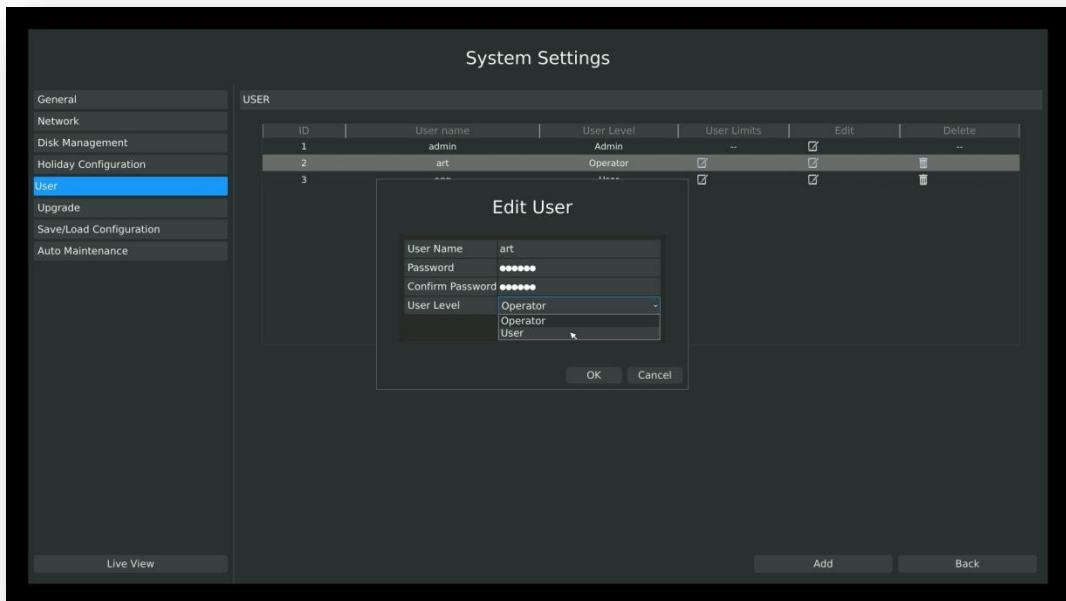 System Settings
General
Network
Disk Management
Holiday Configuration
User
Upgrade
Save/Load Configuration
Auto Maintenance
Live View
USER
ID User name User Level User Limits Edit Delete
1 admin Admin -- --
2 art Operator
3
Edit User
User Name art
Password ●●●●●●
Confirm Password ●●●●●●
User Level Operator
Operator
User
OK Cancel
Add Back